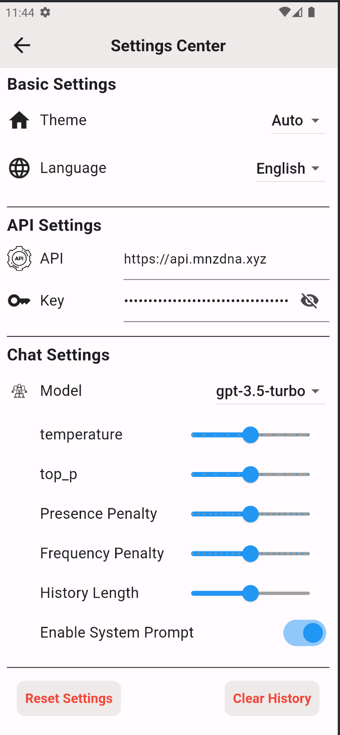 11:44
Settings Center
Basic Settings
Theme Auto
Language English
API Settings
API API https://api.mnzdna.xyz
Key ••••••••••••••••••••••••••••••••••
Chat Settings
Model gpt-3.5-turbo
temperature
top_p
Presence Penalty
Frequency Penalty
History Length
Enable System Prompt
Reset Settings Clear History